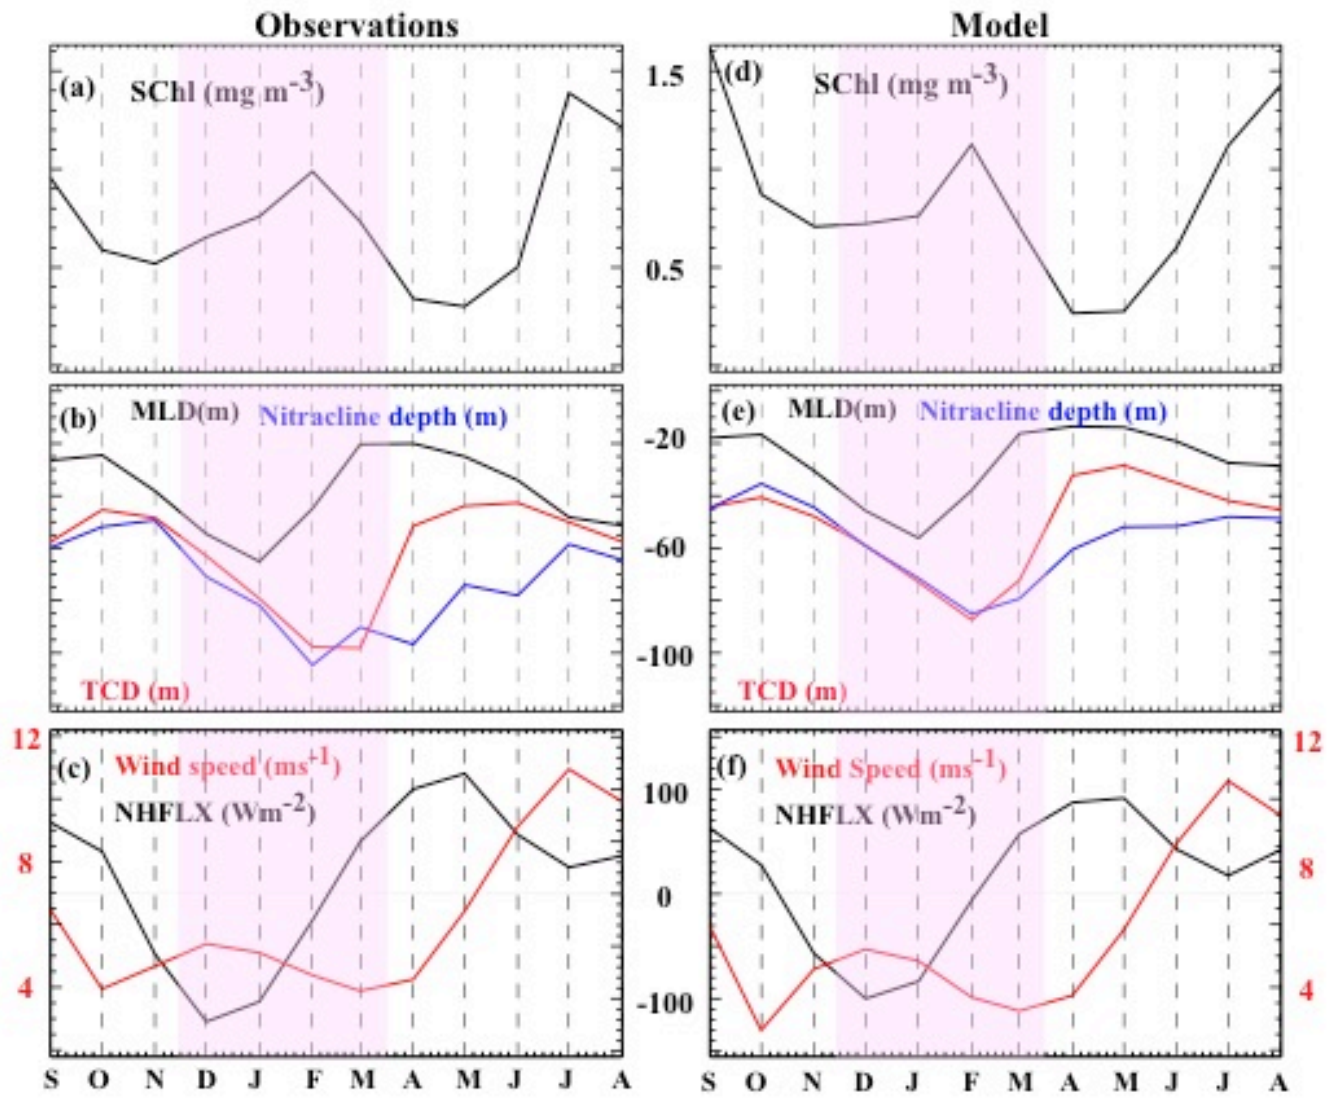 Observations Model
(a) SChl (mg m-3)
(d) SChl (mg m-3)
1.5
0.5
(b) MLD(m) Nitracline depth (m)
(e) MLD(m) Nitracline depth (m)
-20
-60
-100
TCD (m)
TCD (m)
12
12
(c) Wind speed (ms-1)
(f) Wind Speed (ms-1)
NHFLX (Wm-2)
NHFLX (Wm-2)
100
8
8
0
4
4
-100
S O N D J F M A M J J A
S O N D J F M A M J J A